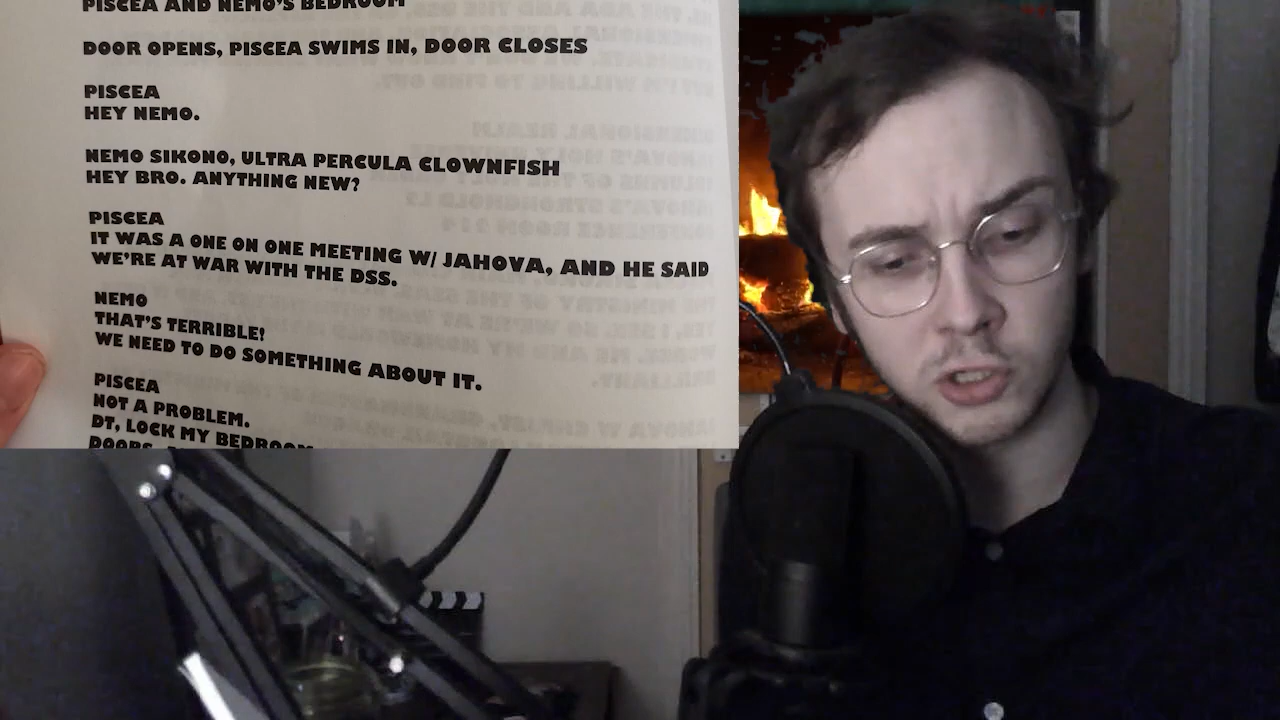 PISCEA AND NEMO'S BEDROOM
DOOR OPENS, PISCEA SWIMS IN, DOOR CLOSES
PISCEA
HEY NEMO.
NEMO SIKONO, ULTRA PERCULA CLOWNFISH
HEY BRO. ANYTHING NEW?
PISCEA
IT WAS A ONE ON ONE MEETING W/ JAHOVA, AND HE SAID
WE'RE AT WAR WITH THE DSS.
NEMO
THAT'S TERRIBLE!
WE NEED TO DO SOMETHING ABOUT IT.
PISCEA
NOT A PROBLEM.
DT, LOCK MY BEDROOM
DOORS,